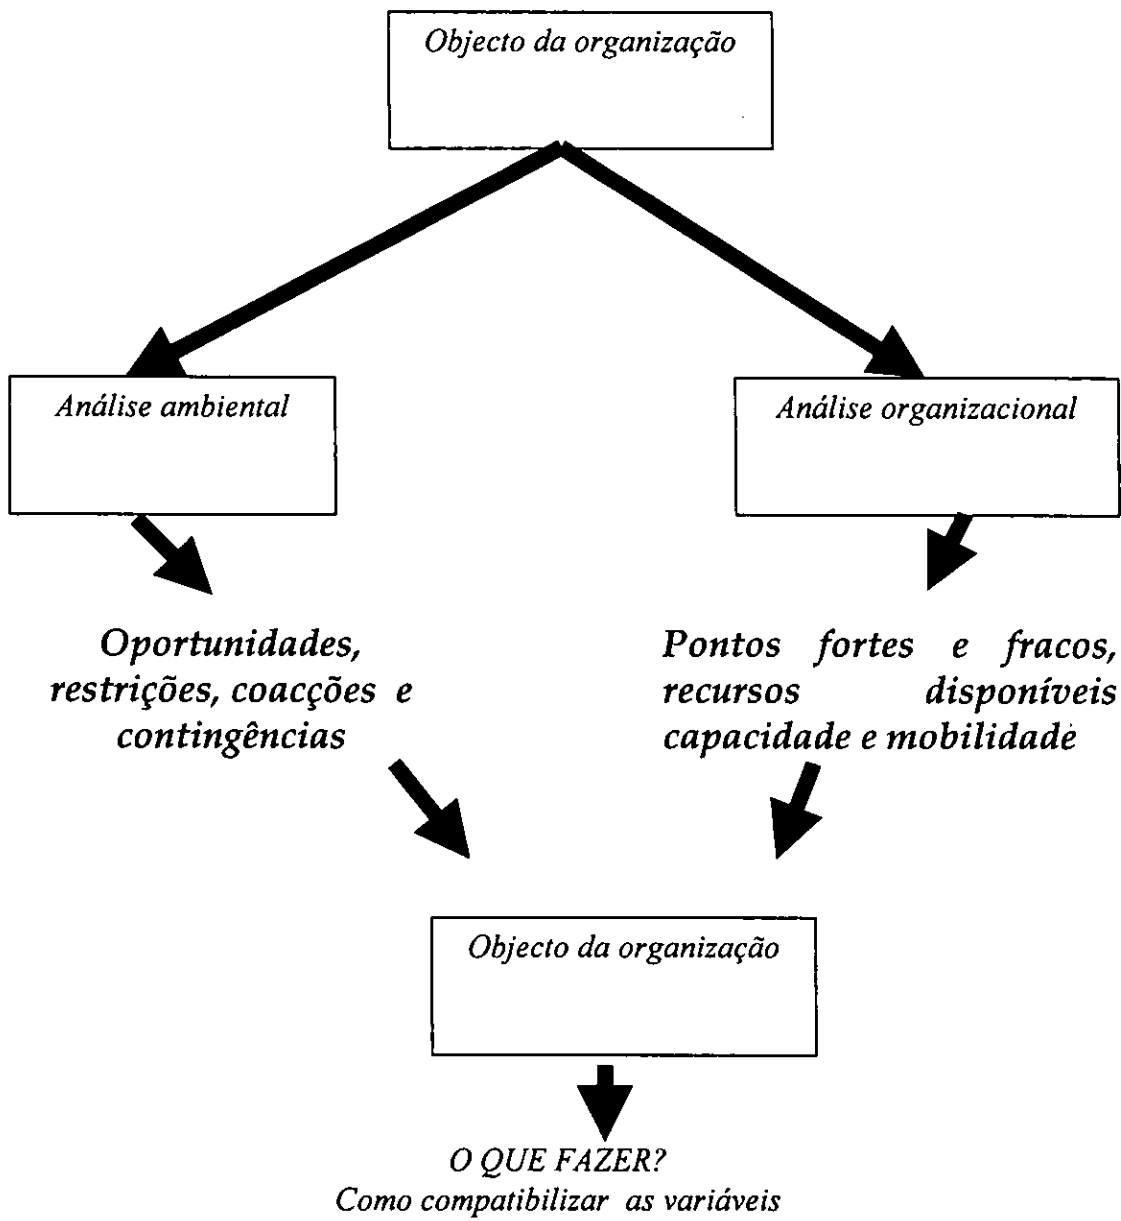 Objecto da organização
Análise ambiental
Análise organizacional
Oportunidades,
restrições, coacções e
contingências
Pontos fortes e fracos,
recursos disponíveis
capacidade e mobilidade
Objecto da organização
O QUE FAZER?
Como compatibilizar as variáveis